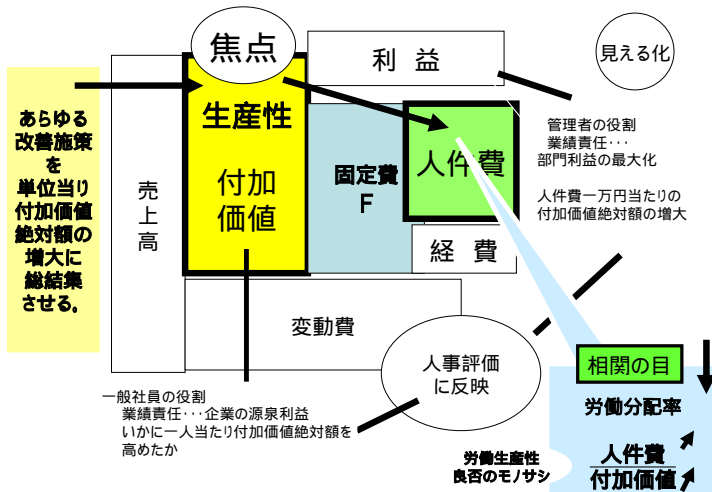 焦点
利 益
見える化
あらゆる
改善施策
を
単位当り
付加価値
絶対額の
増大に
総結集
させる。
売上高
生産性
付加
価値
固定費
F
人件費
経 費
変動費
管理者の役割
業績責任･･･
部門利益の最大化
人件費一万円当たりの
付加価値絶対額の増大
人事評価
に反映
一般社員の役割
業績責任･･･企業の源泉利益
いかに一人当たり付加価値絶対額を
高めたか
相関の目
労働分配率
労働生産性
良否のモノサシ
人件費
付加価値